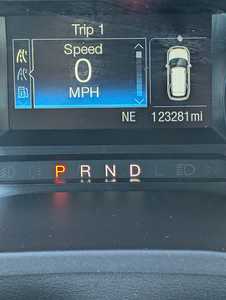 Trip 1
Speed
0
MPH
NE 123281mi
P R N D L